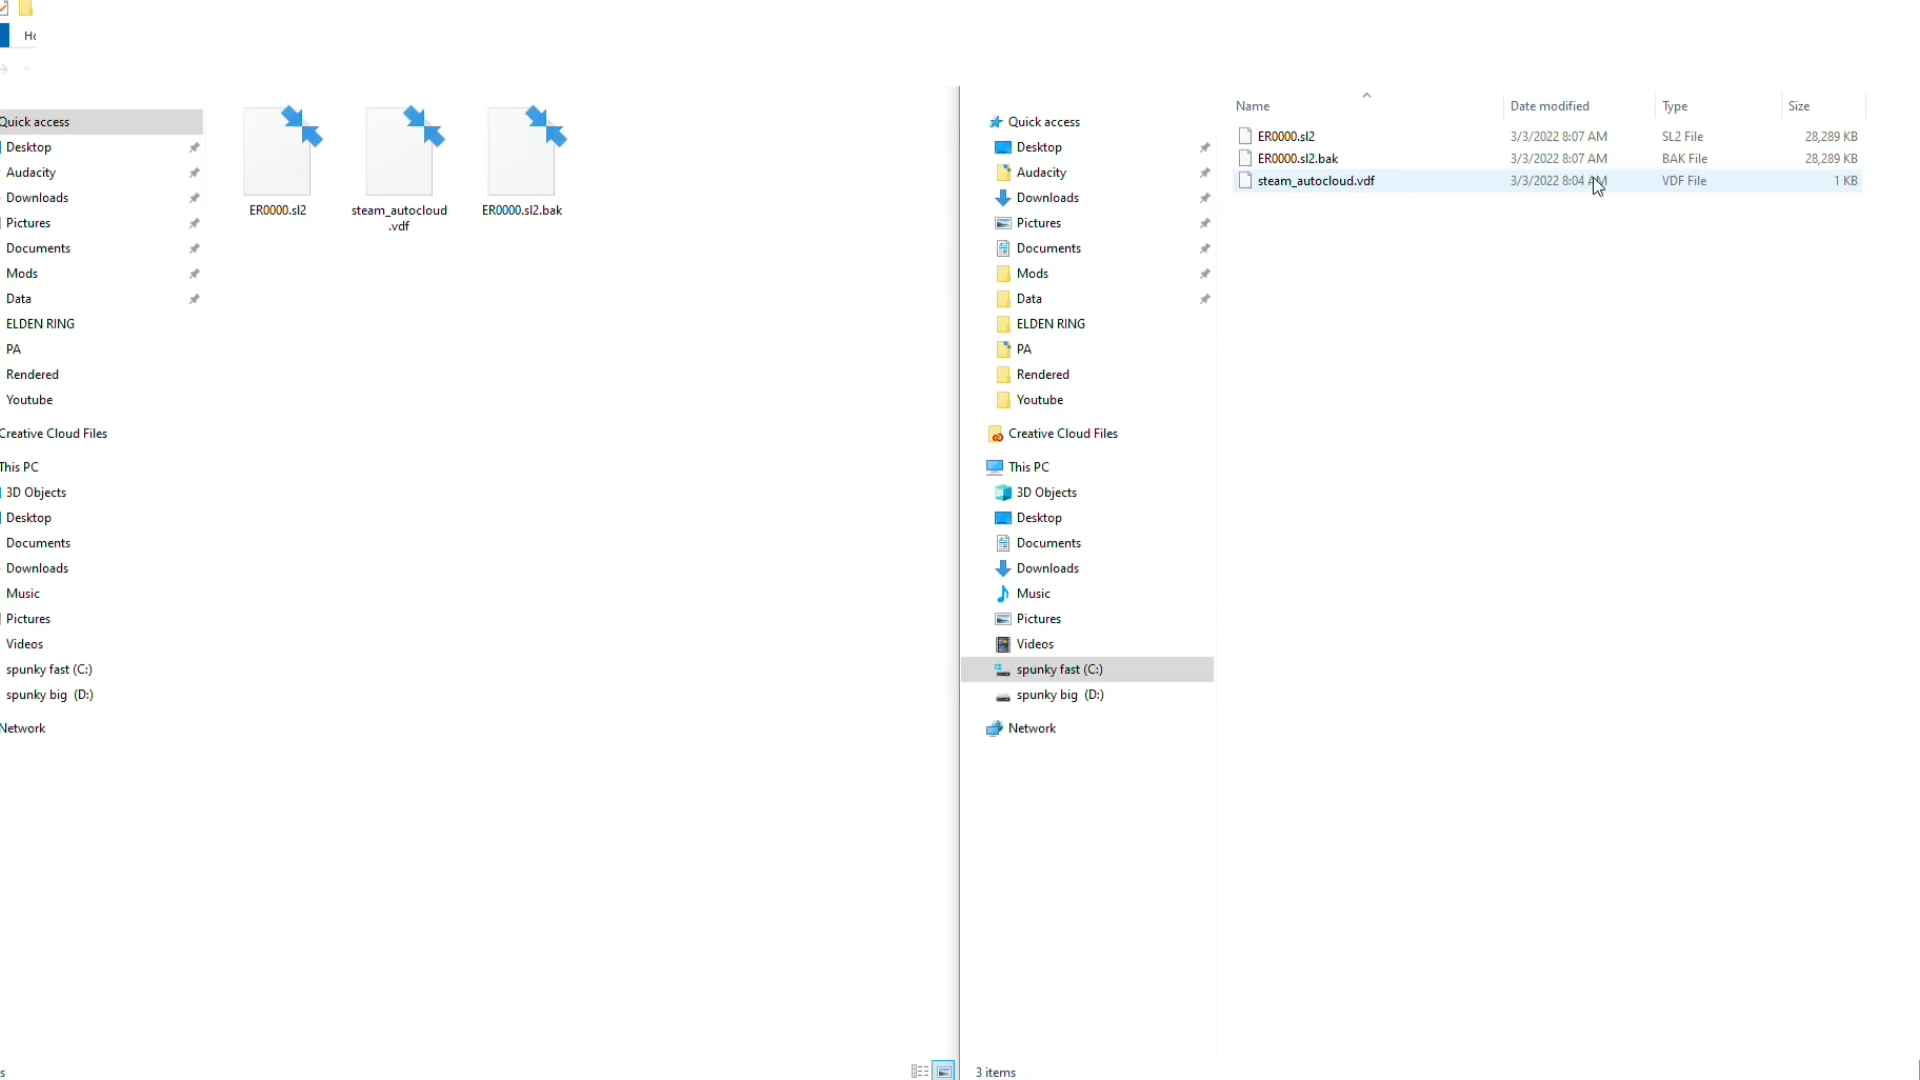 Ho
Quick access
Desktop
Audacity
Downloads
Pictures
Documents
Mods
Data
ELDEN RING
PA
Rendered
Youtube
Creative Cloud Files
This PC
3D Objects
Desktop
Documents
Downloads
Music
Pictures
Videos
spunky fast (C:)
spunky big (D:)
Network
s
ER0000.sl2
steam_autocloud
.vdf
ER0000.sl2.bak
Quick access
Desktop
Audacity
Downloads
Pictures
Documents
Mods
Data
ELDEN RING
PA
Rendered
Youtube
Creative Cloud Files
This PC
3D Objects
Desktop
Documents
Downloads
Music
Pictures
Videos
spunky fast (C:)
spunky big (D:)
Network
3 items
Name Date modified Type Size
ER0000.sl2 3/3/2022 8:07 AM SL2 File 28,289 KB
ER0000.sl2.bak 3/3/2022 8:07 AM BAK File 28,289 KB
steam_autocloud.vdf 3/3/2022 8:04 AM VDF File 1 KB